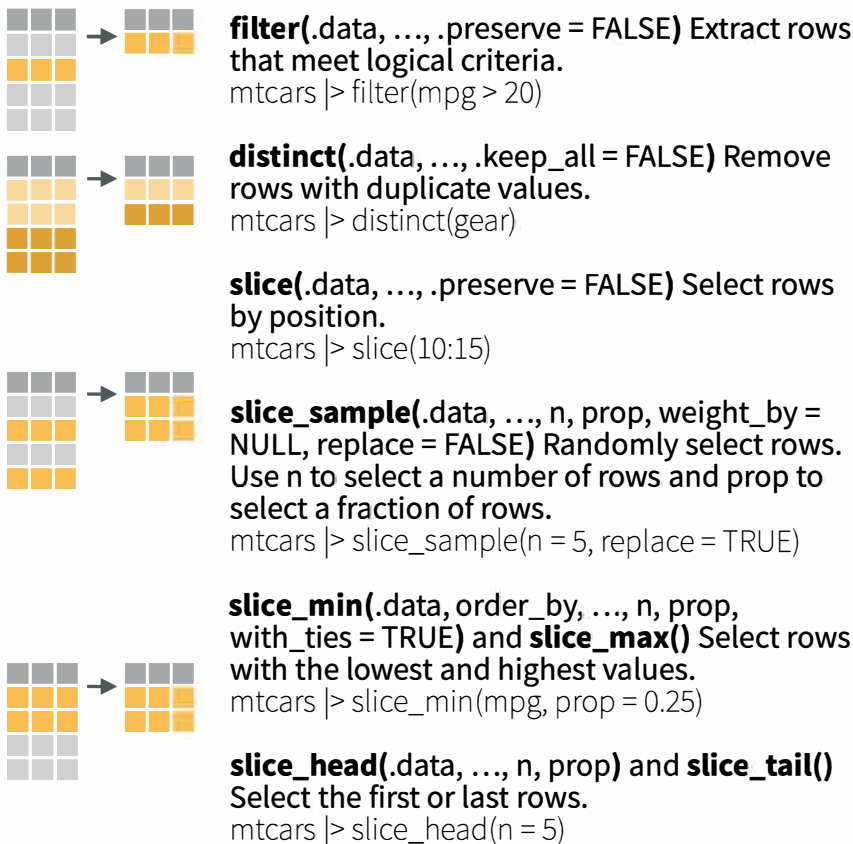 filter(.data, …, .preserve = FALSE) Extract rows
that meet logical criteria.
mtcars |> filter(mpg > 20)
distinct(.data, …, .keep_all = FALSE) Remove
rows with duplicate values.
mtcars |> distinct(gear)
slice(.data, …, .preserve = FALSE) Select rows
by position.
mtcars |> slice(10:15)
slice_sample(.data, …, n, prop, weight_by =
NULL, replace = FALSE) Randomly select rows.
Use n to select a number of rows and prop to
select a fraction of rows.
mtcars |> slice_sample(n = 5, replace = TRUE)
slice_min(.data, order_by, …, n, prop,
with_ties = TRUE) and slice_max() Select rows
with the lowest and highest values.
mtcars |> slice_min(mpg, prop = 0.25)
slice_head(.data, …, n, prop) and slice_tail()
Select the first or last rows.
mtcars |> slice_head(n = 5)